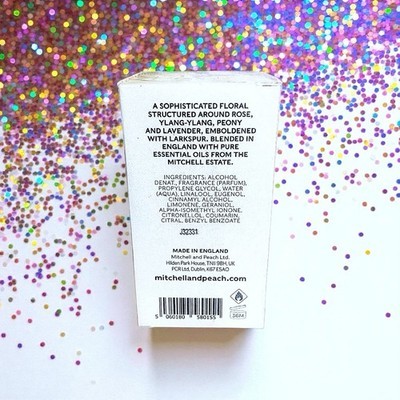 A SOPHISTICATED FLORAL
STRUCTURED AROUND ROSE,
YLANG-YLANG, PEONY
AND LAVENDER, EMBOLDENED
WITH LARKSPUR. BLENDED IN
ENGLAND WITH PURE
ESSENTIAL OILS FROM THE
MITCHELL ESTATE.
INGREDIENTS: ALCOHOL
DENAT., FRAGRANCE (PARFUM),
PROPYLENE GLYCOL, WATER
(AQUA), LINALOOL, EUGENOL,
CINNAMYL ALCOHOL,
LIMONENE, GERANIOL,
ALPHA-ISOMETHYL IONONE,
CITRONELLOL, COUMARIN,
CITRAL, BENZYL BENZOATE
J32331
MADE IN ENGLAND
Mitchell and Peach Ltd.
Hilden Park House, TN11 9BH, UK
PCR Ltd, Dublin, K67 E5A0
mitchellandpeach.com
5 060180 580155